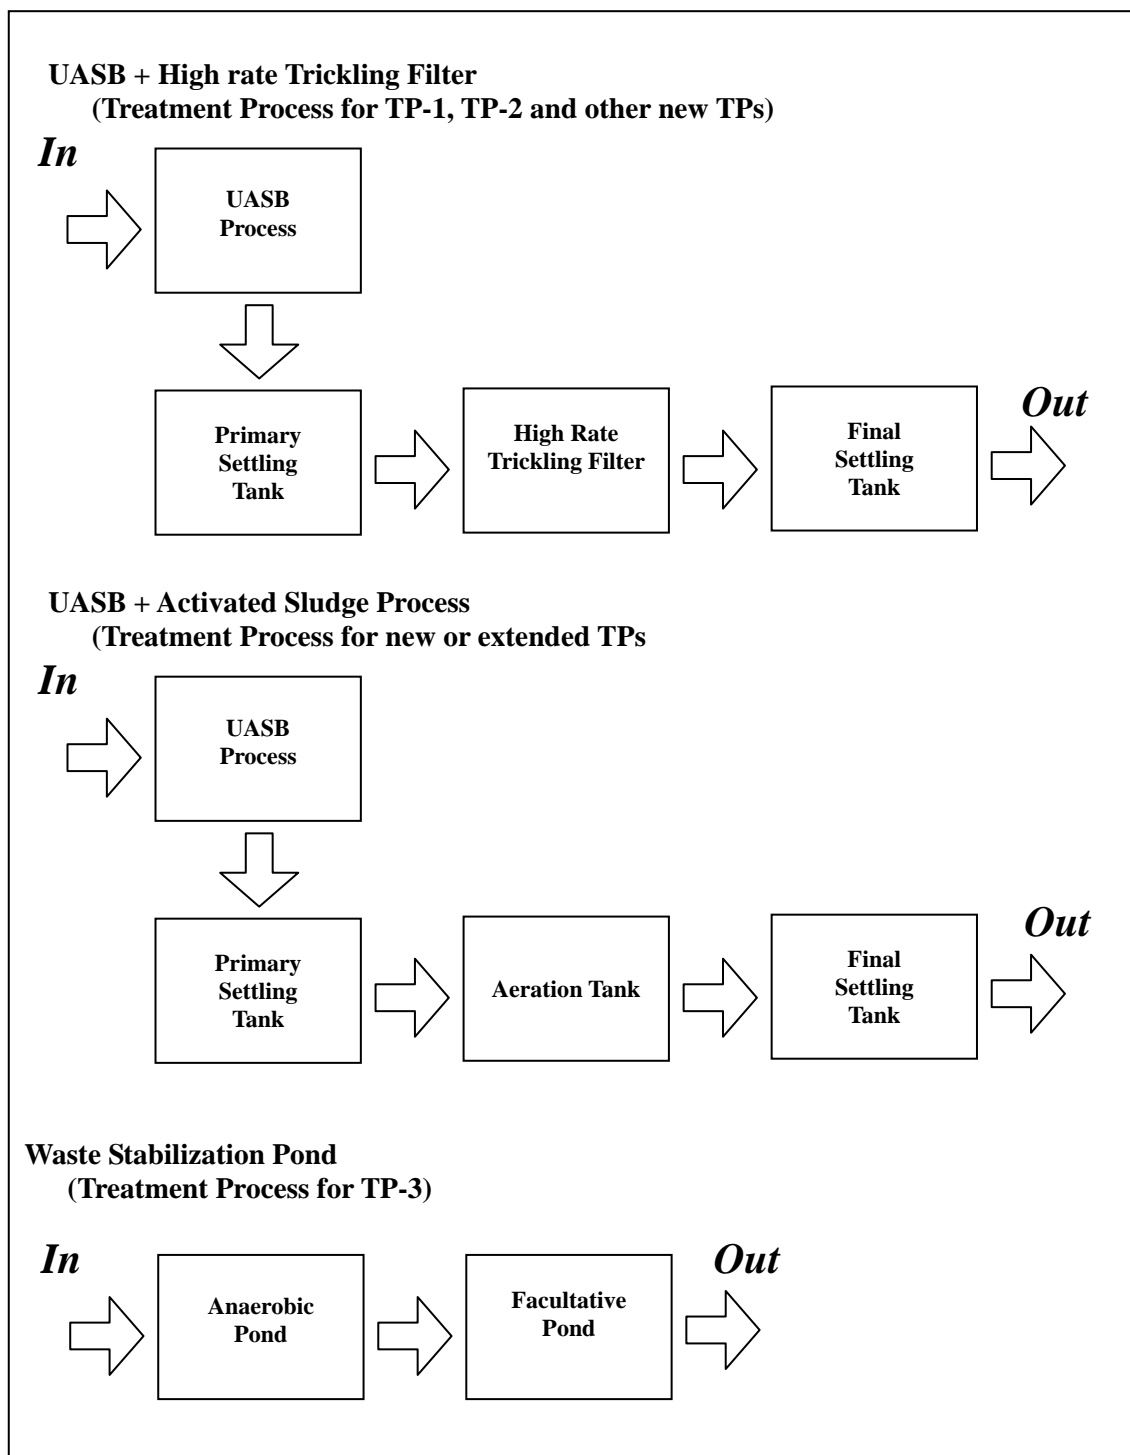 UASB + High rate Trickling Filter
(Treatment Process for TP-1, TP-2 and other new TPs)
In
UASB
Process
Primary
Settling
Tank
High Rate
Trickling Filter
Final
Settling
Tank
Out
UASB + Activated Sludge Process
(Treatment Process for new or extended TPs
In
UASB
Process
Primary
Settling
Tank
Aeration Tank
Final
Settling
Tank
Out
Waste Stabilization Pond
(Treatment Process for TP-3)
In
Anaerobic
Pond
Facultative
Pond
Out